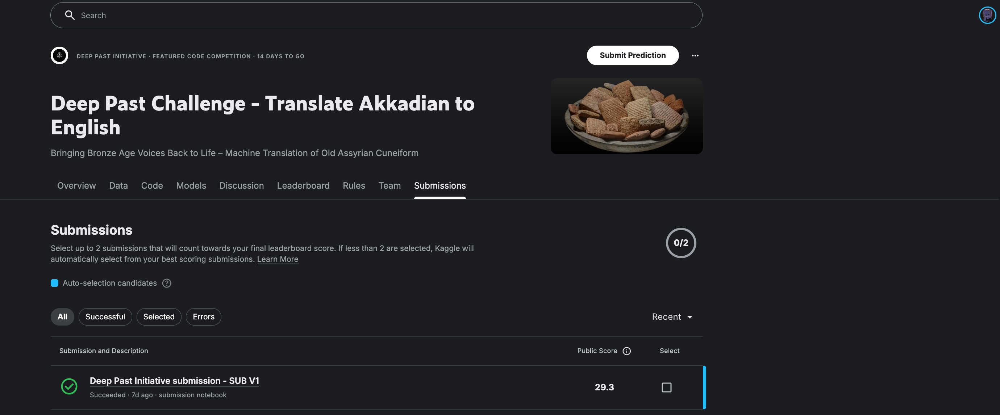 Search
DEEP PAST INITIATIVE · FEATURED CODE COMPETITION · 14 DAYS TO GO
Submit Prediction
Deep Past Challenge - Translate Akkadian to
English
Bringing Bronze Age Voices Back to Life – Machine Translation of Old Assyrian Cuneiform
Overview Data Code Models Discussion Leaderboard Rules Team Submissions
Submissions
Select up to 2 submissions that will count towards your final leaderboard score. If less than 2 are selected, Kaggle will
automatically select from your best scoring submissions. Learn More
0/2
Auto-selection candidates ?
All Successful Selected Errors
Recent
Submission and Description Public Score Select
Deep Past Initiative submission - SUB V1
Succeeded · 7d ago · submission notebook
29.3